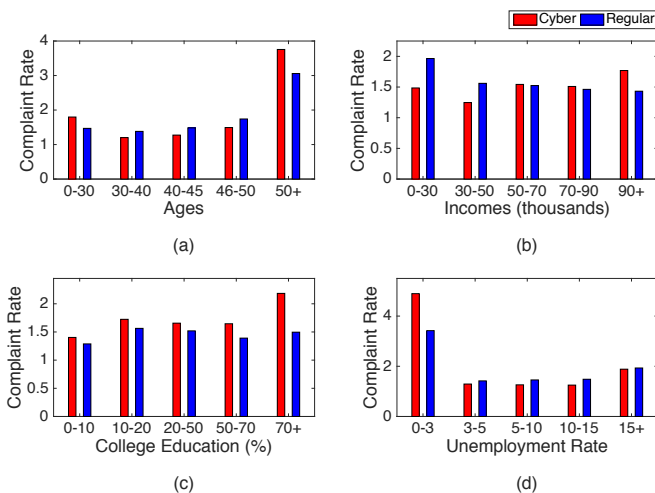 Cyber Regular
4
3
2
1
0
Complaint Rate
0-30 30-40 40-45 46-50 50+
Ages
(a)
2
1.5
1
0.5
0
Complaint Rate
0-30 30-50 50-70 70-90 90+
Incomes (thousands)
(b)
2
1.5
1
0.5
0
Complaint Rate
0-10 10-20 20-50 50-70 70+
College Education (%)
(c)
4
2
0
Complaint Rate
0-3 3-5 5-10 10-15 15+
Unemployment Rate
(d)